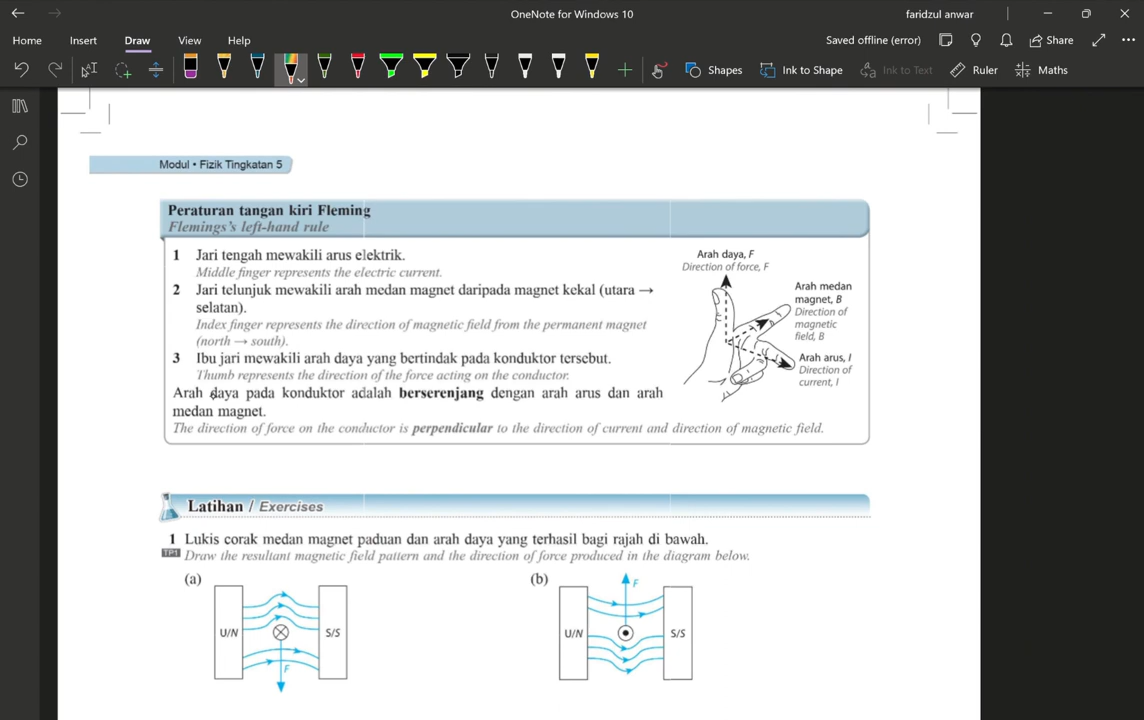 OneNote for Windows 10
faridzul anwar
Home
Insert
Draw
View
Help
Saved offline (error)
Share
Shapes
Ink to Shape
Ink to Text
Ruler
Maths
Modul • Fizik Tingkatan 5
Peraturan tangan kiri Fleming
Flemings's left-hand rule
1 Jari tengah mewakili arus elektrik.
Middle finger represents the electric current.
2 Jari telunjuk mewakili arah medan magnet daripada magnet kekal (utara →
selatan).
Index finger represents the direction of magnetic field from the permanent magnet
(north → south).
3 Ibu jari mewakili arah daya yang bertindak pada konduktor tersebut.
Thumb represents the direction of the force acting on the conductor.
Arah daya pada konduktor adalah berserenjang dengan arah arus dan arah
medan magnet.
The direction of force on the conductor is perpendicular to the direction of current and direction of magnetic field.
Arah daya, F
Direction of force, F
Arah medan
magnet, B
Direction of
magnetic
field, B
Arah arus, I
Direction of
current, I
Latihan / Exercises
1 Lukis corak medan magnet paduan dan arah daya yang terhasil bagi rajah di bawah.
TP1 Draw the resultant magnetic field pattern and the direction of force produced in the diagram below.
(a)
U/N
S/S
F
(b)
F
U/N
S/S